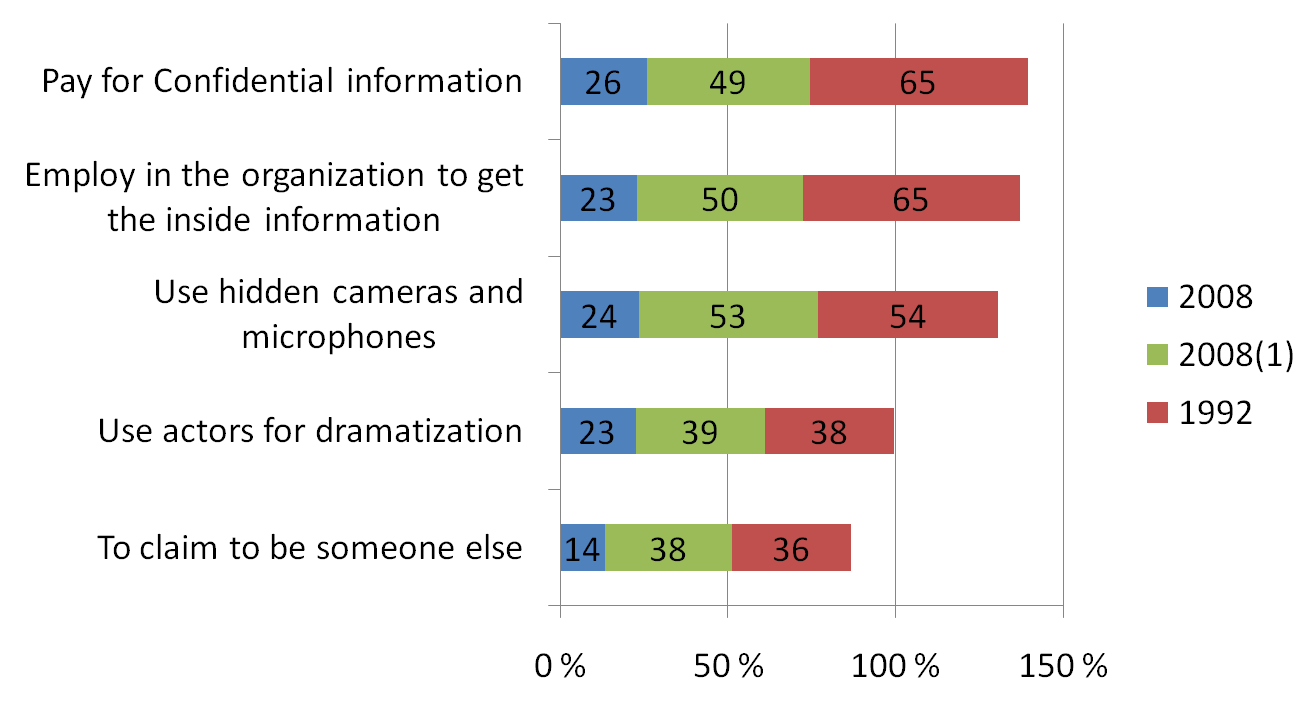 Pay for Confidential information
26 49 65
Employ in the organization to get
the inside information
23 50 65
Use hidden cameras and
microphones
24 53 54
Use actors for dramatization
23 39 38
To claim to be someone else
14 38 36
0 % 50 % 100 % 150 %
2008
2008(1)
1992